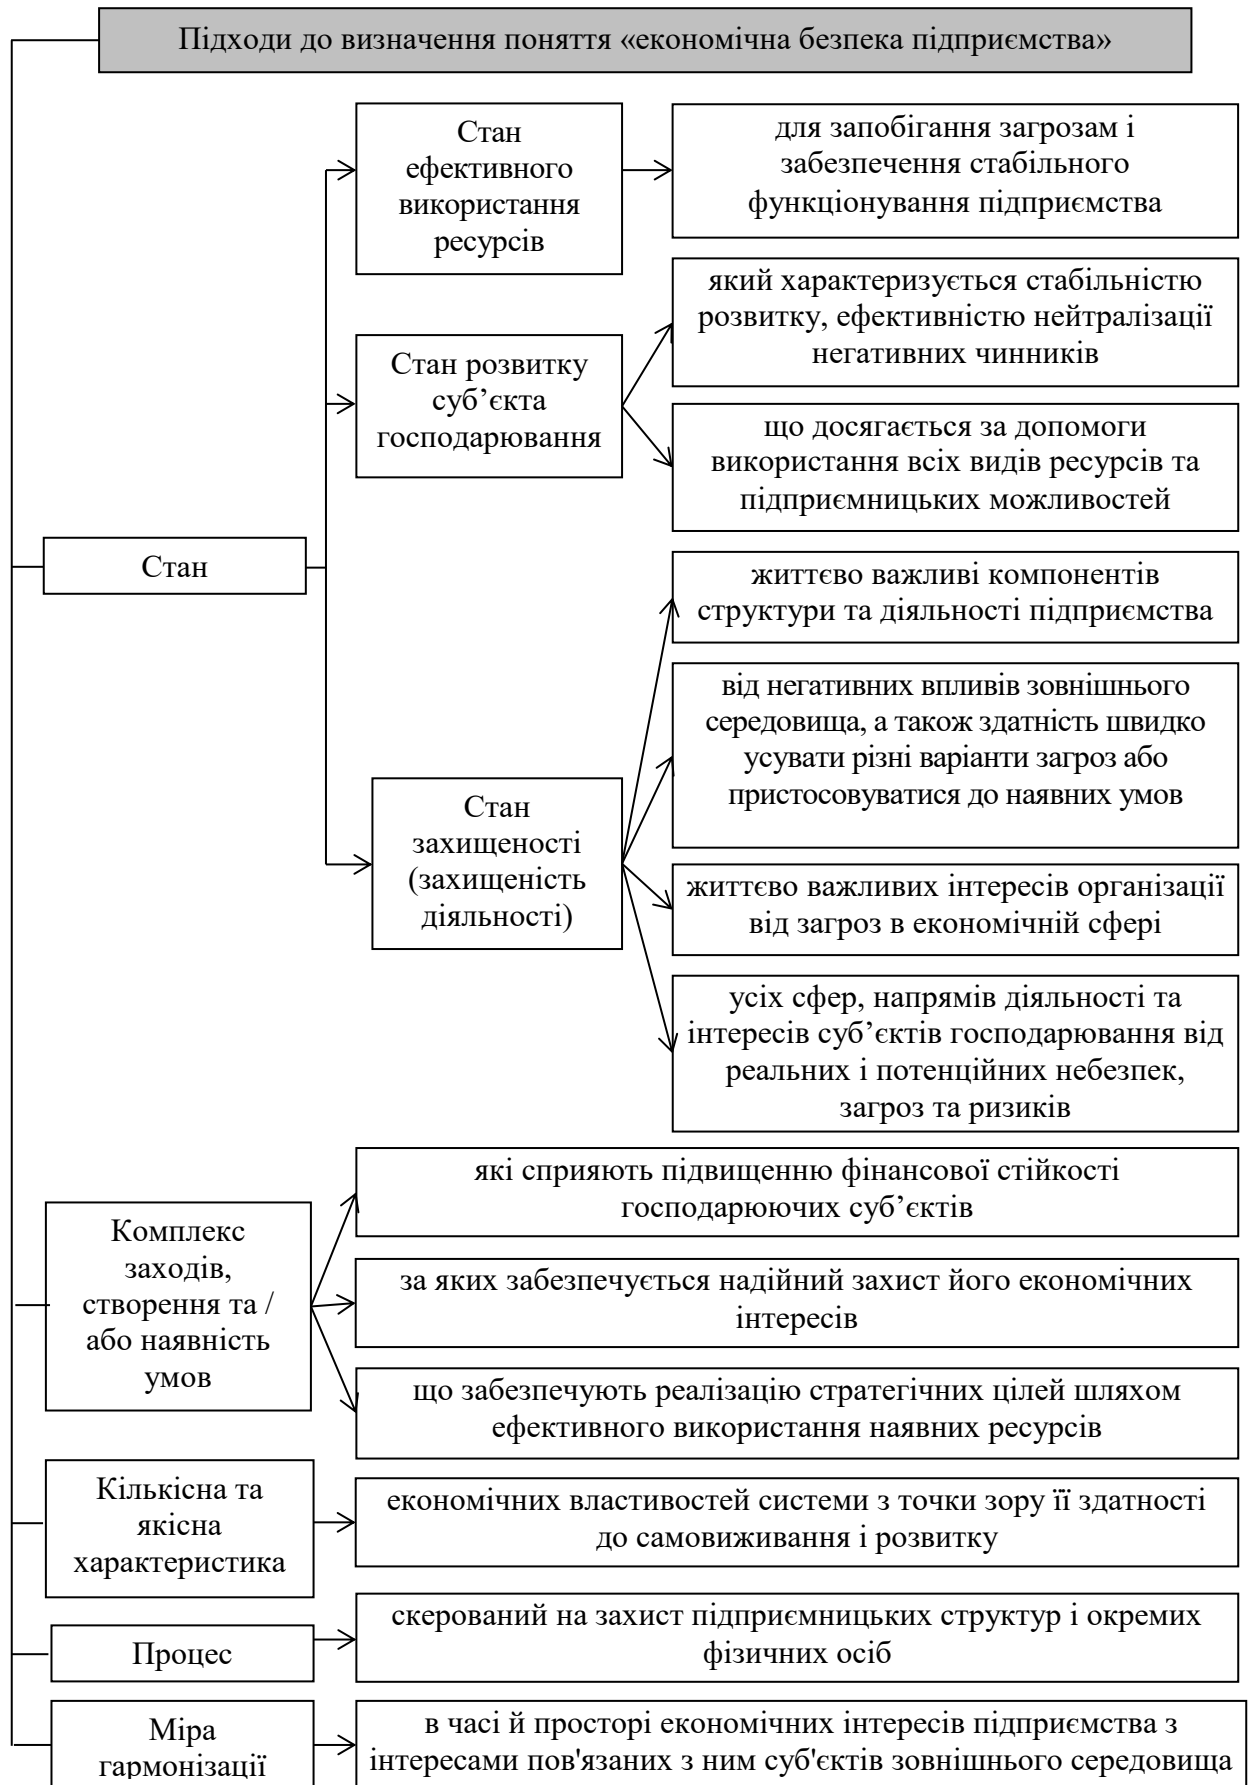 Підходи до визначення поняття «економічна безпека підприємства»
Стан
ефективного
використання
ресурсів
для запобігання загрозам і
забезпечення стабільного
функціонування підприємства
Стан розвитку
суб’єкта
господарювання
який характеризується стабільністю
розвитку, ефективністю нейтралізації
негативних чинників
що досягається за допомоги
використання всіх видів ресурсів та
підприємницьких можливостей
Стан
Стан
захищеності
(захищеність
діяльності)
життєво важливі компонентів
структури та діяльності підприємства
від негативних впливів зовнішнього
середовища, а також здатність швидко
усувати різні варіанти загроз або
пристосовуватися до наявних умов
життєво важливих інтересів організації
від загроз в економічній сфері
усіх сфер, напрямів діяльності та
інтересів суб’єктів господарювання від
реальних і потенційних небезпек,
загроз та ризиків
Комплекс
заходів,
створення та /
або наявність
умов
які сприяють підвищенню фінансової стійкості
господарюючих суб’єктів
за яких забезпечується надійний захист його економічних
інтересів
що забезпечують реалізацію стратегічних цілей шляхом
ефективного використання наявних ресурсів
Кількісна та
якісна
характеристика
економічних властивостей системи з точки зору її здатності
до самовиживання і розвитку
Процес
скерований на захист підприємницьких структур і окремих
фізичних осіб
Міра
гармонізації
в часі й просторі економічних інтересів підприємства з
інтересами пов'язаних з ним суб'єктів зовнішнього середовища